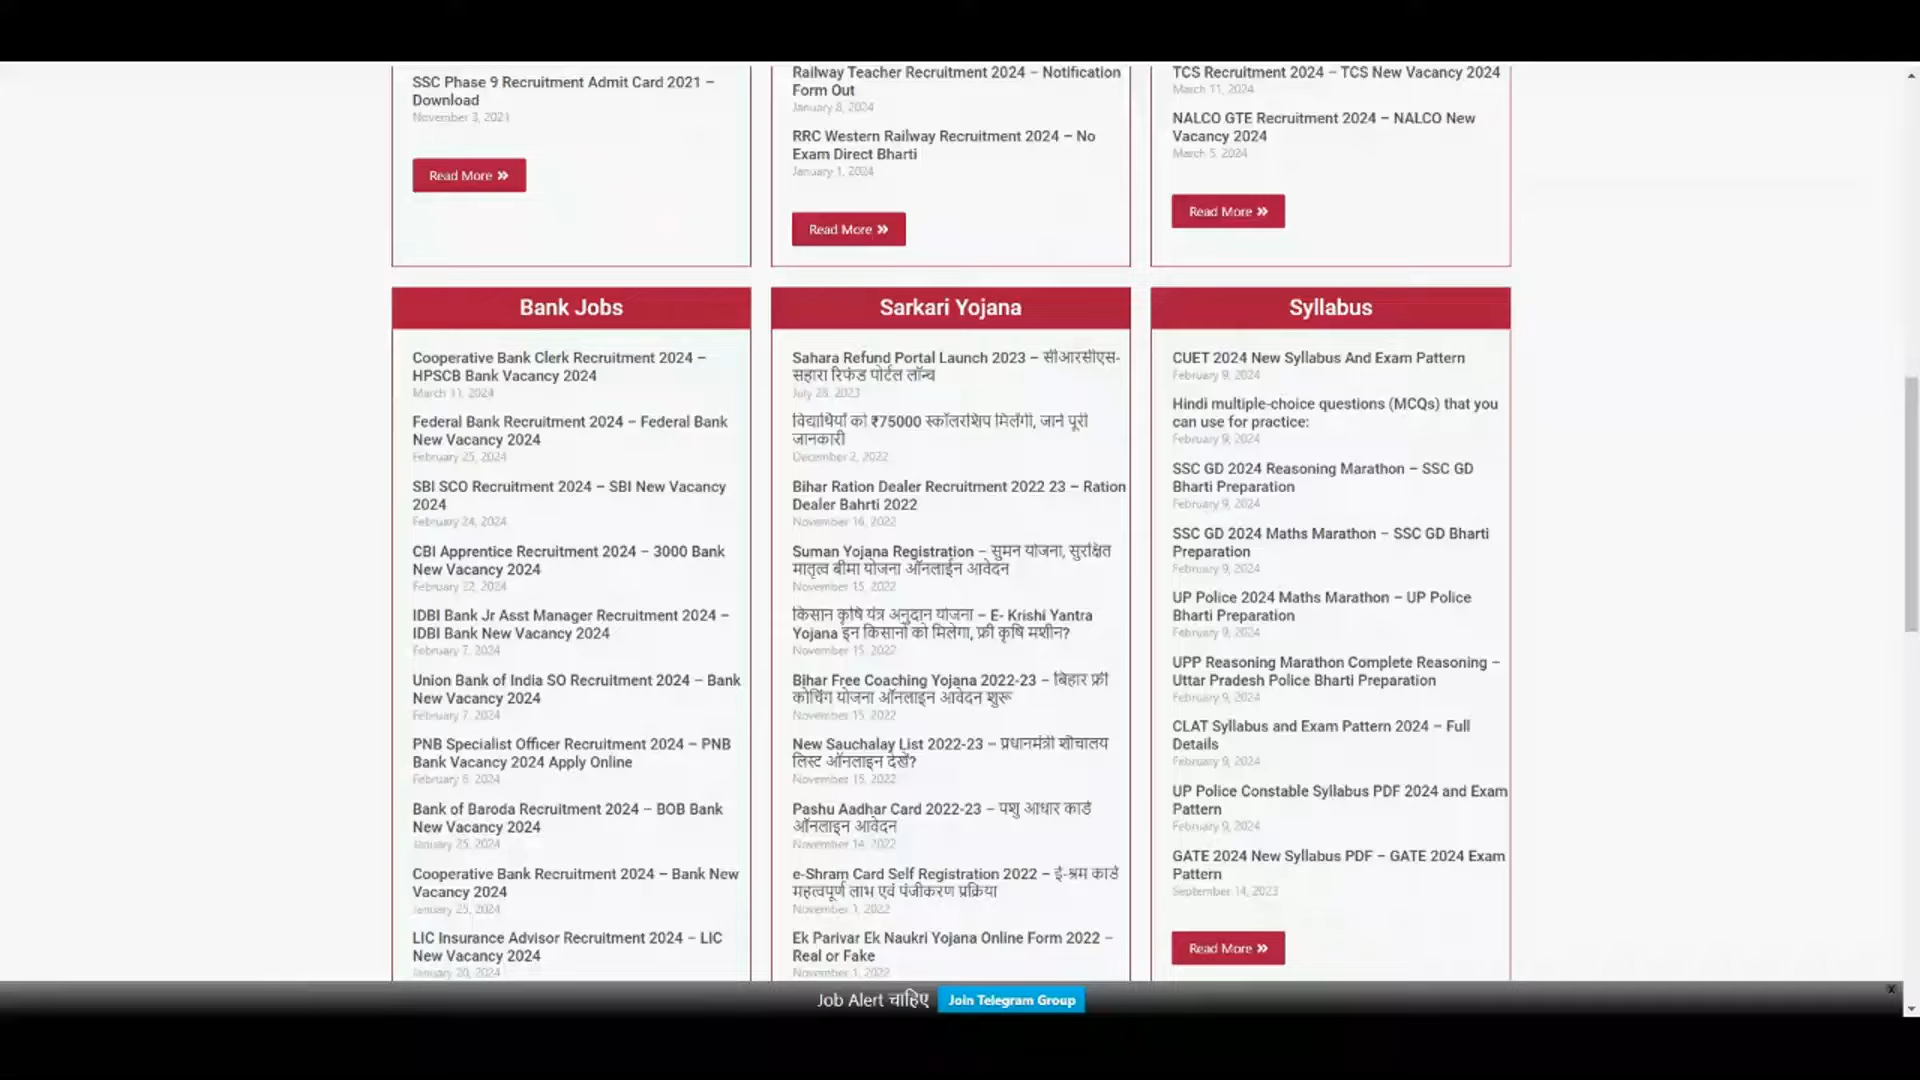 SSC Phase 9 Recruitment Admit Card 2021 –
Download
November 3, 2021
Read More »
Railway Teacher Recruitment 2024 – Notification
Form Out
January 8, 2024
RRC Western Railway Recruitment 2024 – No
Exam Direct Bharti
January 1, 2024
Read More »
TCS Recruitment 2024 – TCS New Vacancy 2024
March 11, 2024
NALCO GTE Recruitment 2024 – NALCO New
Vacancy 2024
March 5, 2024
Read More »
Bank Jobs
Cooperative Bank Clerk Recruitment 2024 –
HPSCB Bank Vacancy 2024
March 11, 2024
Federal Bank Recruitment 2024 – Federal Bank
New Vacancy 2024
February 25, 2024
SBI SCO Recruitment 2024 – SBI New Vacancy
2024
February 24, 2024
CBI Apprentice Recruitment 2024 – 3000 Bank
New Vacancy 2024
February 22, 2024
IDBI Bank Jr Asst Manager Recruitment 2024 –
IDBI Bank New Vacancy 2024
February 7, 2024
Union Bank of India SO Recruitment 2024 – Bank
New Vacancy 2024
February 7, 2024
PNB Specialist Officer Recruitment 2024 – PNB
Bank Vacancy 2024 Apply Online
February 6, 2024
Bank of Baroda Recruitment 2024 – BOB Bank
New Vacancy 2024
January 25, 2024
Cooperative Bank Recruitment 2024 – Bank New
Vacancy 2024
January 25, 2024
LIC Insurance Advisor Recruitment 2024 – LIC
New Vacancy 2024
January 20, 2024
Sarkari Yojana
Sahara Refund Portal Launch 2023 – सीआरसीएस-
सहारा रिफंड पोर्टल लॉन्च
July 28, 2023
विद्यार्थियों को ₹75000 स्कॉलरशिप मिलेगी, जाने पूरी
जानकारी
December 2, 2022
Bihar Ration Dealer Recruitment 2022 23 – Ration
Dealer Bahrti 2022
November 16, 2022
Suman Yojana Registration – सुमन योजना, सुरक्षित
मातृत्व बीमा योजना ऑनलाईन आवेदन
November 15, 2022
किसान कृषि यंत्र अनुदान योजना – E- Krishi Yantra
Yojana इन किसानों को मिलेगा, फ्री कृषि मशीन?
November 15, 2022
Bihar Free Coaching Yojana 2022-23 – बिहार फ्री
कोचिंग योजना ऑनलाइन आवेदन शुरू
November 15, 2022
New Sauchalay List 2022-23 – प्रधानमंत्री शौचालय
लिस्ट ऑनलाइन देखें?
November 15, 2022
Pashu Aadhar Card 2022-23 – पशु आधार कार्ड
ऑनलाइन आवेदन
November 14, 2022
e-Shram Card Self Registration 2022 – ई-श्रम कार्ड
महत्वपूर्ण लाभ एवं पंजीकरण प्रक्रिया
November 1, 2022
Ek Parivar Ek Naukri Yojana Online Form 2022 –
Real or Fake
November 1, 2022
Syllabus
CUET 2024 New Syllabus And Exam Pattern
February 9, 2024
Hindi multiple-choice questions (MCQs) that you
can use for practice:
February 9, 2024
SSC GD 2024 Reasoning Marathon – SSC GD
Bharti Preparation
February 9, 2024
SSC GD 2024 Maths Marathon – SSC GD Bharti
Preparation
February 9, 2024
UP Police 2024 Maths Marathon – UP Police
Bharti Preparation
February 9, 2024
UPP Reasoning Marathon Complete Reasoning –
Uttar Pradesh Police Bharti Preparation
February 9, 2024
CLAT Syllabus and Exam Pattern 2024 – Full
Details
February 9, 2024
UP Police Constable Syllabus PDF 2024 and Exam
Pattern
February 9, 2024
GATE 2024 New Syllabus PDF – GATE 2024 Exam
Pattern
September 14, 2023
Read More »
Job Alert चाहिए Join Telegram Group
x